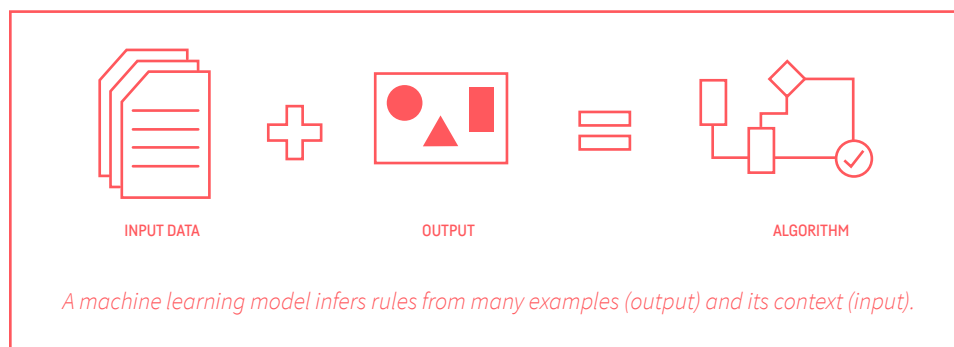 INPUT DATA
OUTPUT
ALGORITHM
A machine learning model infers rules from many examples (output) and its context (input).